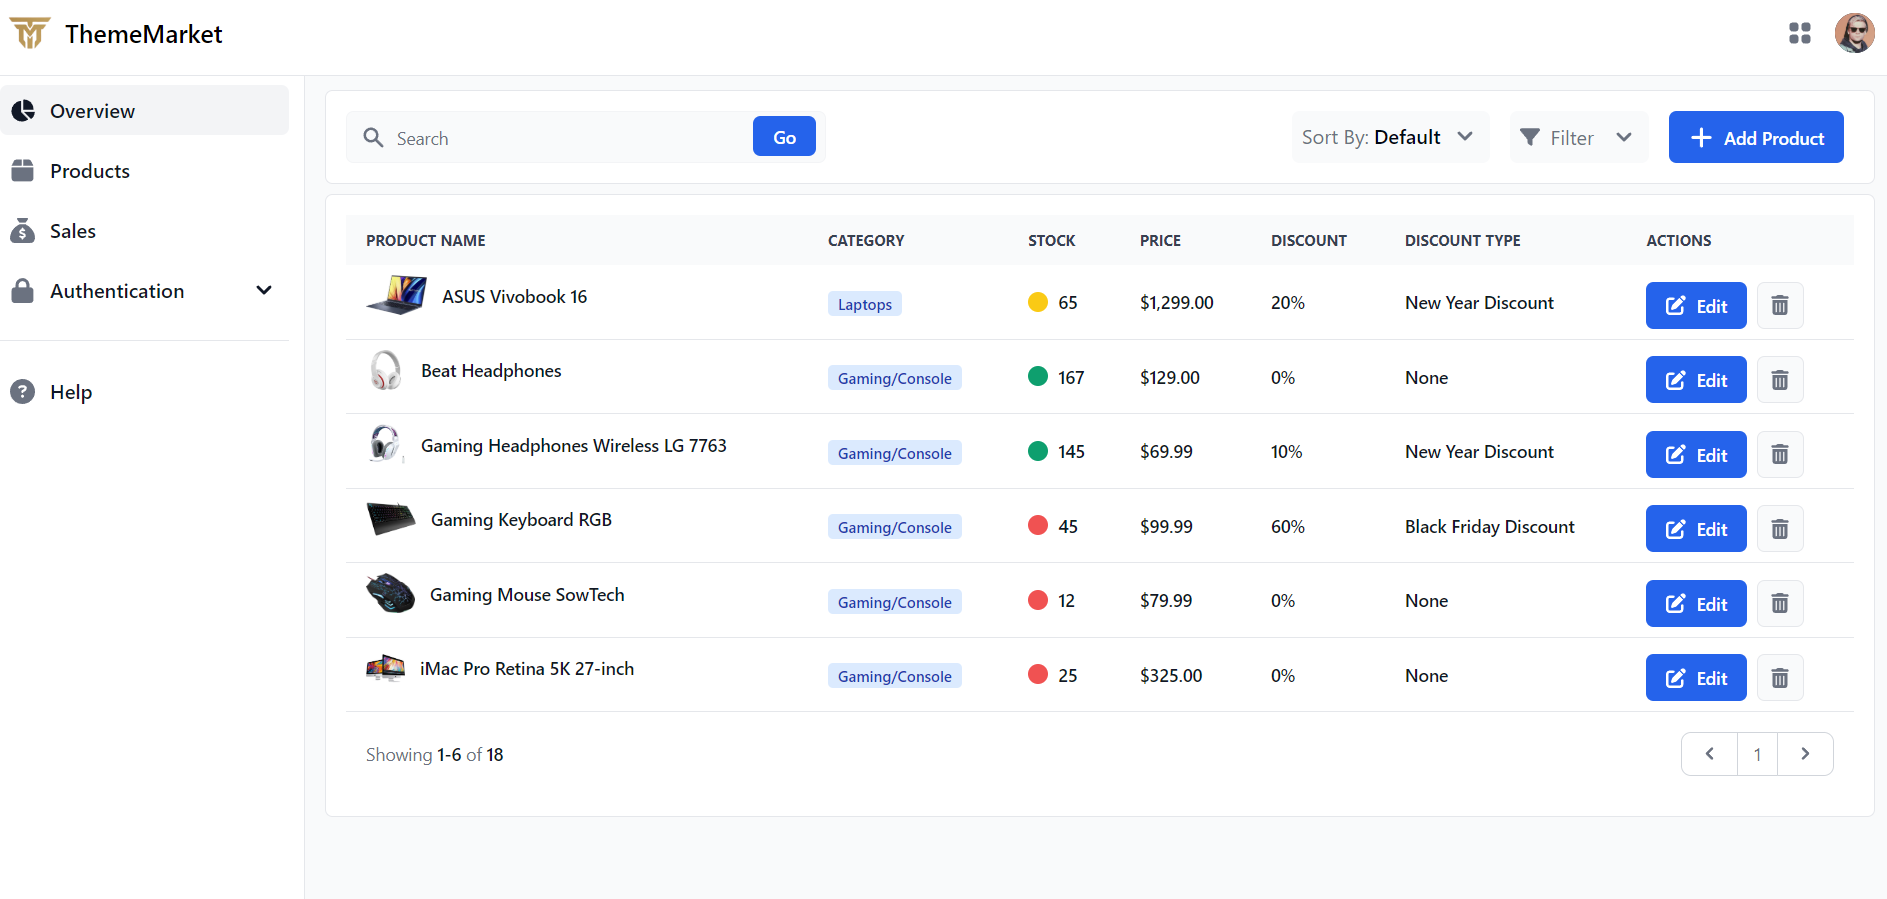 ThemeMarket
Overview
Products
Sales
Authentication
Help
Search
Go
Sort By: Default
Filter
Add Product
PRODUCT NAME CATEGORY STOCK PRICE DISCOUNT DISCOUNT TYPE ACTIONS
ASUS Vivobook 16 Laptops 65 $1,299.00 20% New Year Discount Edit
Beat Headphones Gaming/Console 167 $129.00 0% None Edit
Gaming Headphones Wireless LG 7763 Gaming/Console 145 $69.99 10% New Year Discount Edit
Gaming Keyboard RGB Gaming/Console 45 $99.99 60% Black Friday Discount Edit
Gaming Mouse SowTech Gaming/Console 12 $79.99 0% None Edit
iMac Pro Retina 5K 27-inch Gaming/Console 25 $325.00 0% None Edit
Showing 1-6 of 18
1